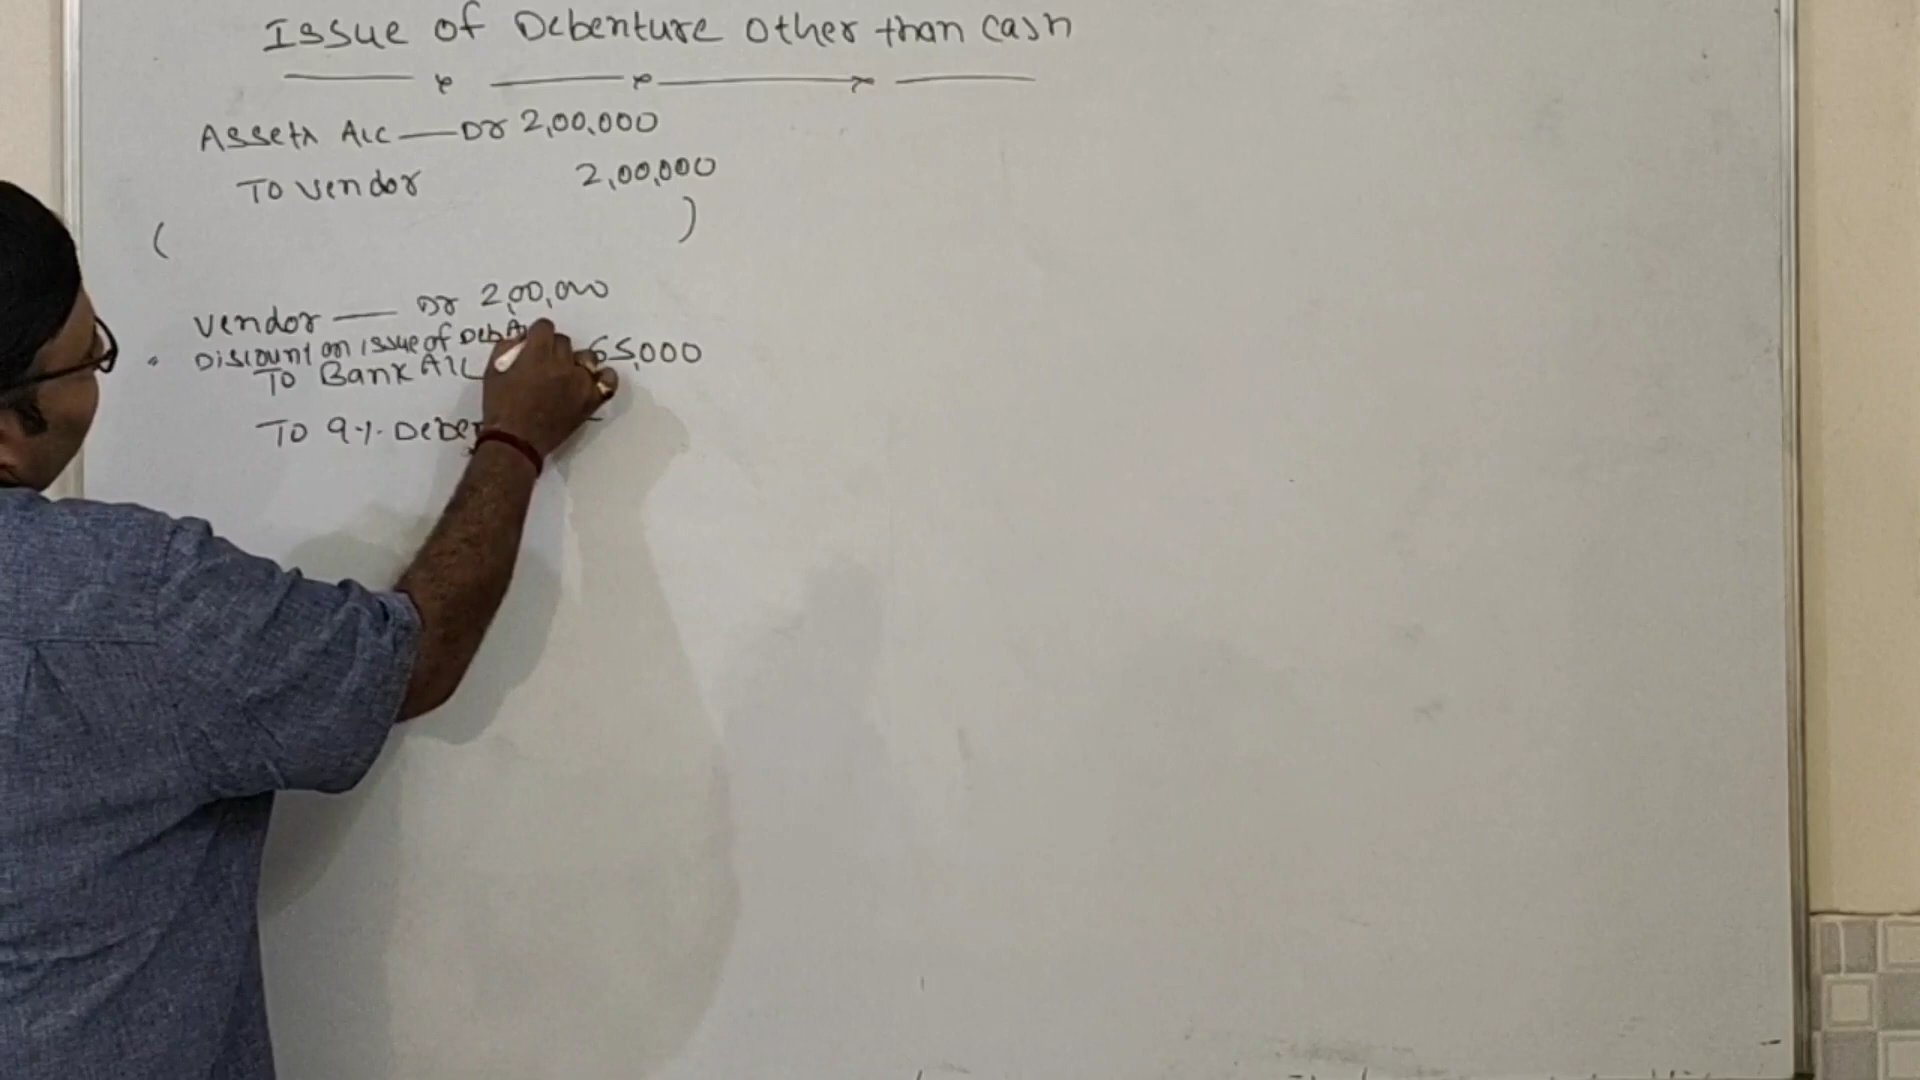 Issue of Debenture other than cash
Assets A/c — Dr 2,00,000
To Vendor 2,00,000
( )
Vendor — Dr 2,00,000
Discount on issue of Deb
To Bank A/c 65,000
To 9%